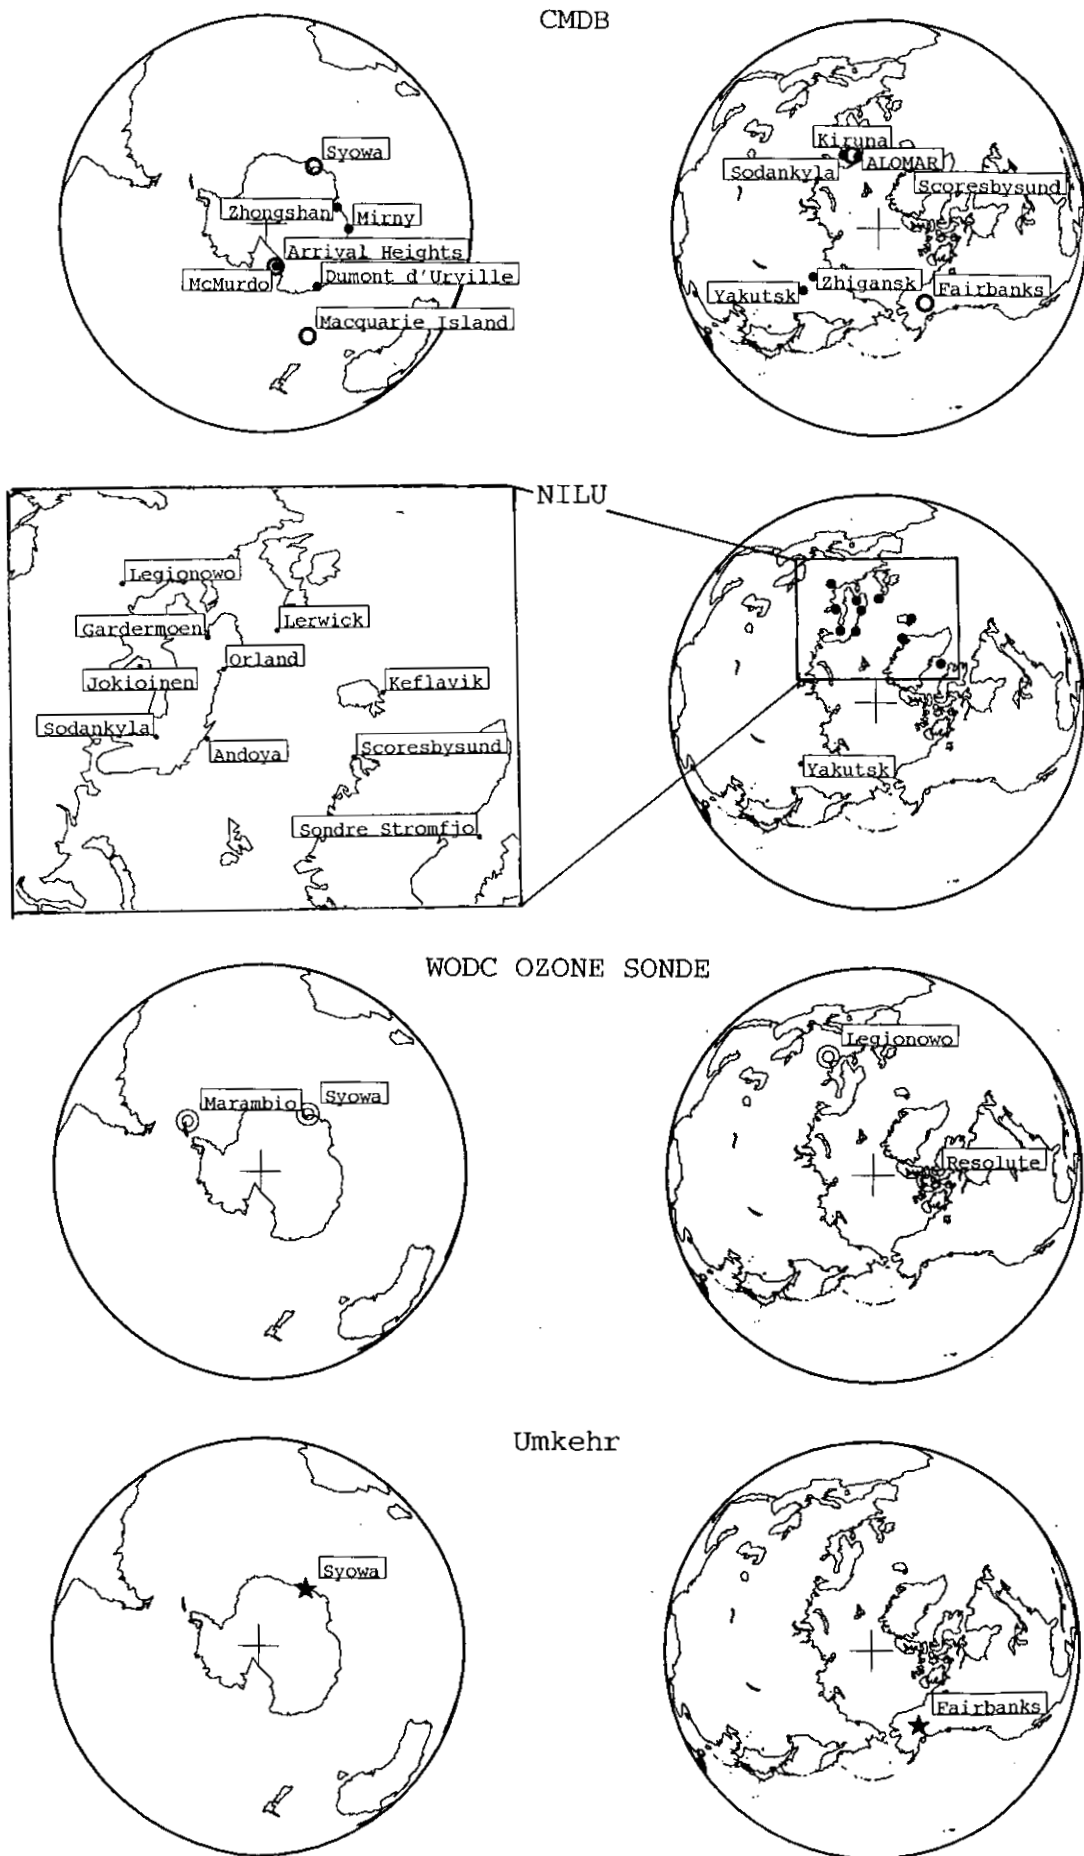 CMDB
Syowa
Zhongshan
Mirny
Arrival Heights
McMurdo
Dumont d'Urville
Macquarie Island
Kiruna
ALOMAR
Sodankyla
Scoresbysund
Zhigansk
Yakutsk
Fairbanks
NILU
Legionowo
Gardermoen
Lerwick
Orland
Jokioinen
Keflavik
Sodankyla
Andoya
Scoresbysund
Sondre Stromfjo
Yakutsk
WODC OZONE SONDE
Marambio
Syowa
Legionowo
Resolute
Umkehr
Syowa
Fairbanks